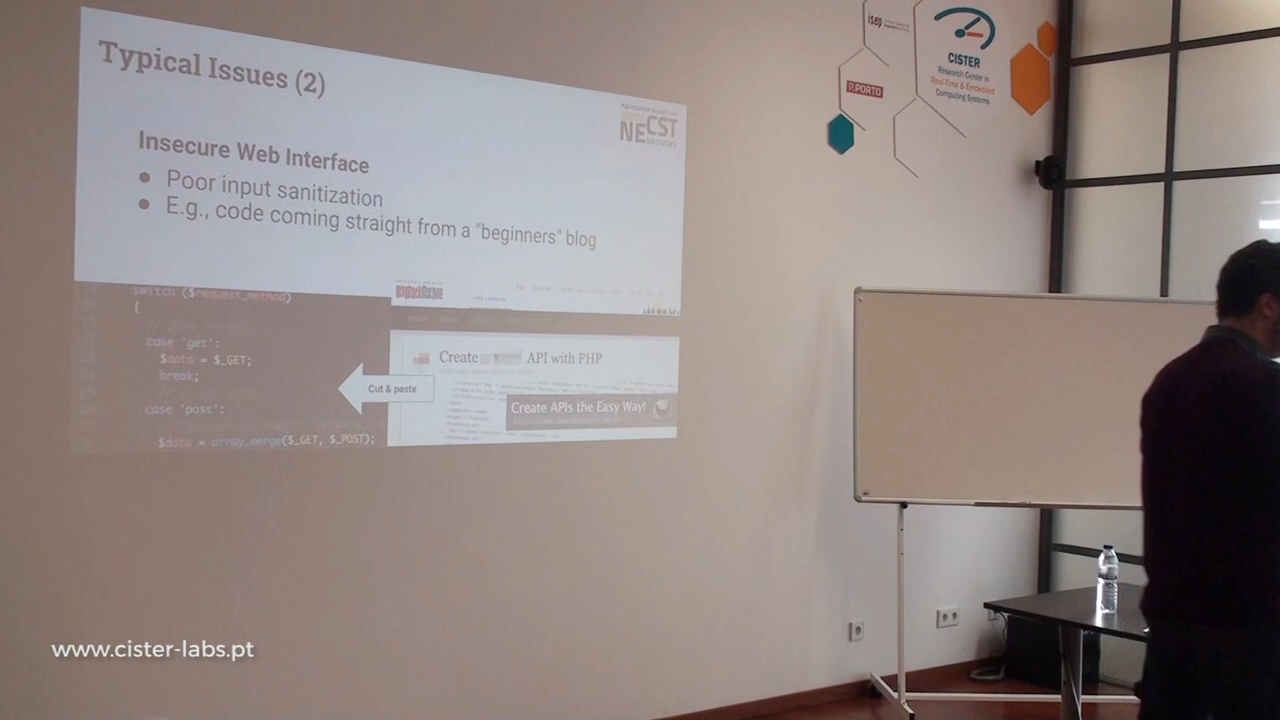 Typical Issues (2)
NECST
laboratory
Insecure Web Interface
Poor input sanitization
E.g., code coming straight from a "beginners" blog
switch ($request_method)
{
case 'get':
$data = $_GET;
break;
case 'post':
$data = array_merge($_GET, $_POST);
Cut & paste
Create API with PHP
Create APIs the Easy Way!
isep
P.PORTO
CISTER
Research Center in
Real-Time & Embedded
Computing Systems
www.cister-labs.pt